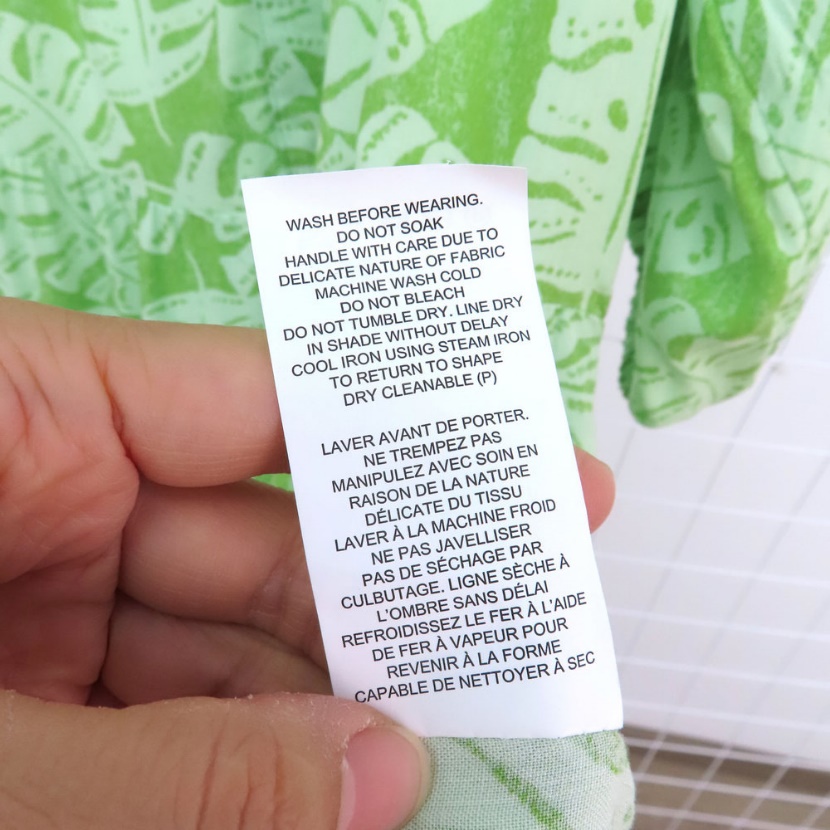 WASH BEFORE WEARING.
DO NOT SOAK
HANDLE WITH CARE DUE TO
DELICATE NATURE OF FABRIC
MACHINE WASH COLD
DO NOT BLEACH
DO NOT TUMBLE DRY. LINE DRY
IN SHADE WITHOUT DELAY
COOL IRON USING STEAM IRON
TO RETURN TO SHAPE
DRY CLEANABLE (P)
LAVER AVANT DE PORTER.
NE TREMPEZ PAS
MANIPULEZ AVEC SOIN EN
RAISON DE LA NATURE
DÉLICATE DU TISSU
LAVER À LA MACHINE FROID
NE PAS JAVELLISER
PAS DE SÉCHAGE PAR
CULBUTAGE. LIGNE SÈCHE À
L'OMBRE SANS DÉLAI
REFROIDISSEZ LE FER À L'AIDE
DE FER À VAPEUR POUR
REVENIR À LA FORME
CAPABLE DE NETTOYER À SEC